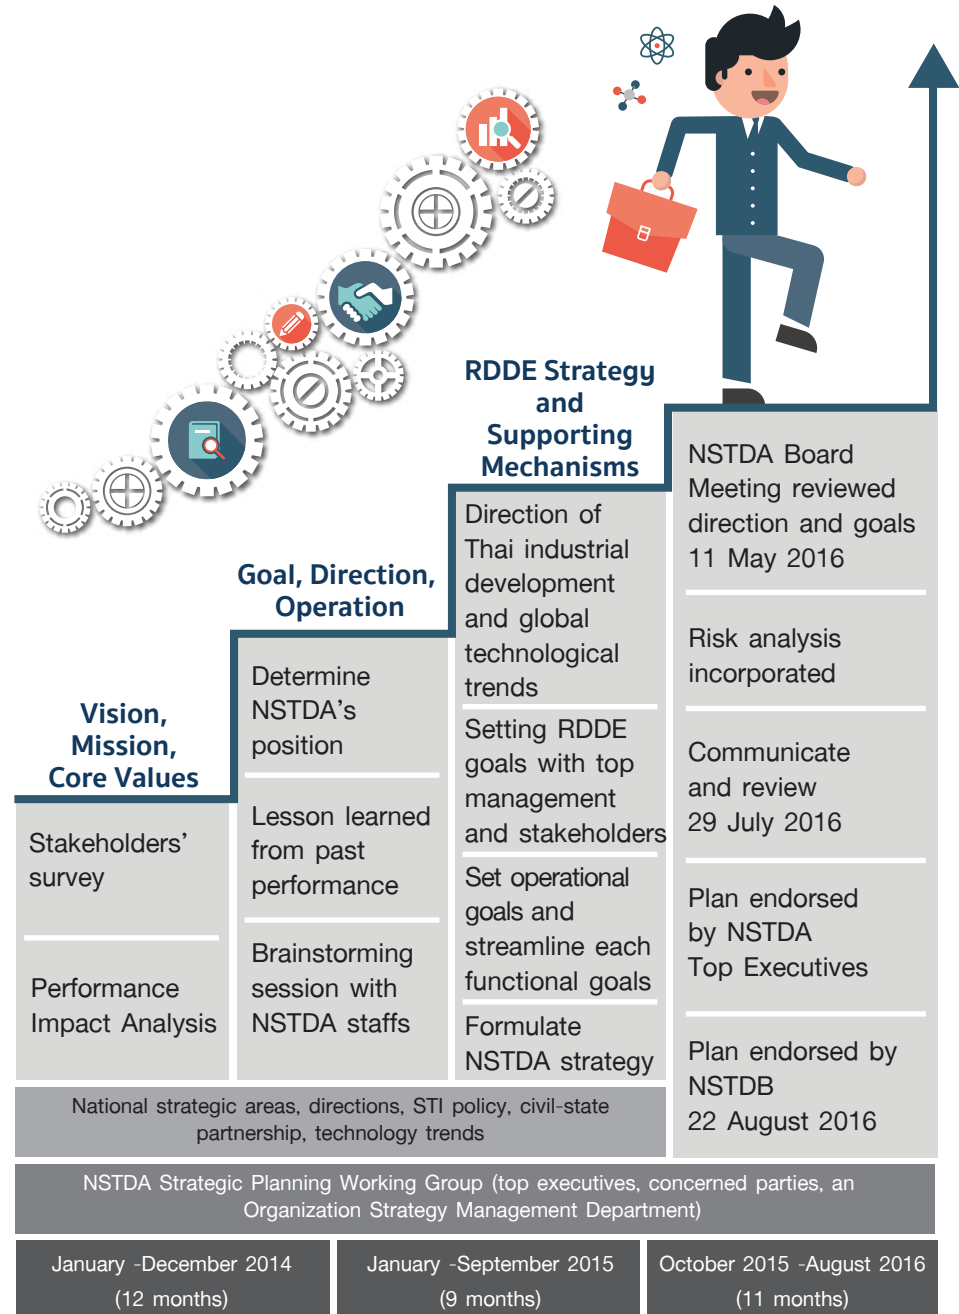 Vision,
Mission,
Core Values
Stakeholders’
survey
Performance
Impact Analysis
Goal, Direction,
Operation
Determine
NSTDA’s
position
Lesson learned
from past
performance
Brainstorming
session with
NSTDA staffs
RDDE Strategy
and
Supporting
Mechanisms
Direction of
Thai industrial
development
and global
technological
trends
Setting RDDE
goals with top
management
and stakeholders
Set operational
goals and
streamline each
functional goals
Formulate
NSTDA strategy
NSTDA Board
Meeting reviewed
direction and goals
11 May 2016
Risk analysis
incorporated
Communicate
and review
29 July 2016
Plan endorsed
by NSTDA
Top Executives
Plan endorsed by
NSTDB
22 August 2016
National strategic areas, directions, STI policy, civil-state
partnership, technology trends
NSTDA Strategic Planning Working Group (top executives, concerned parties, an
Organization Strategy Management Department)
January -December 2014
(12 months)
January -September 2015
(9 months)
October 2015 -August 2016
(11 months)